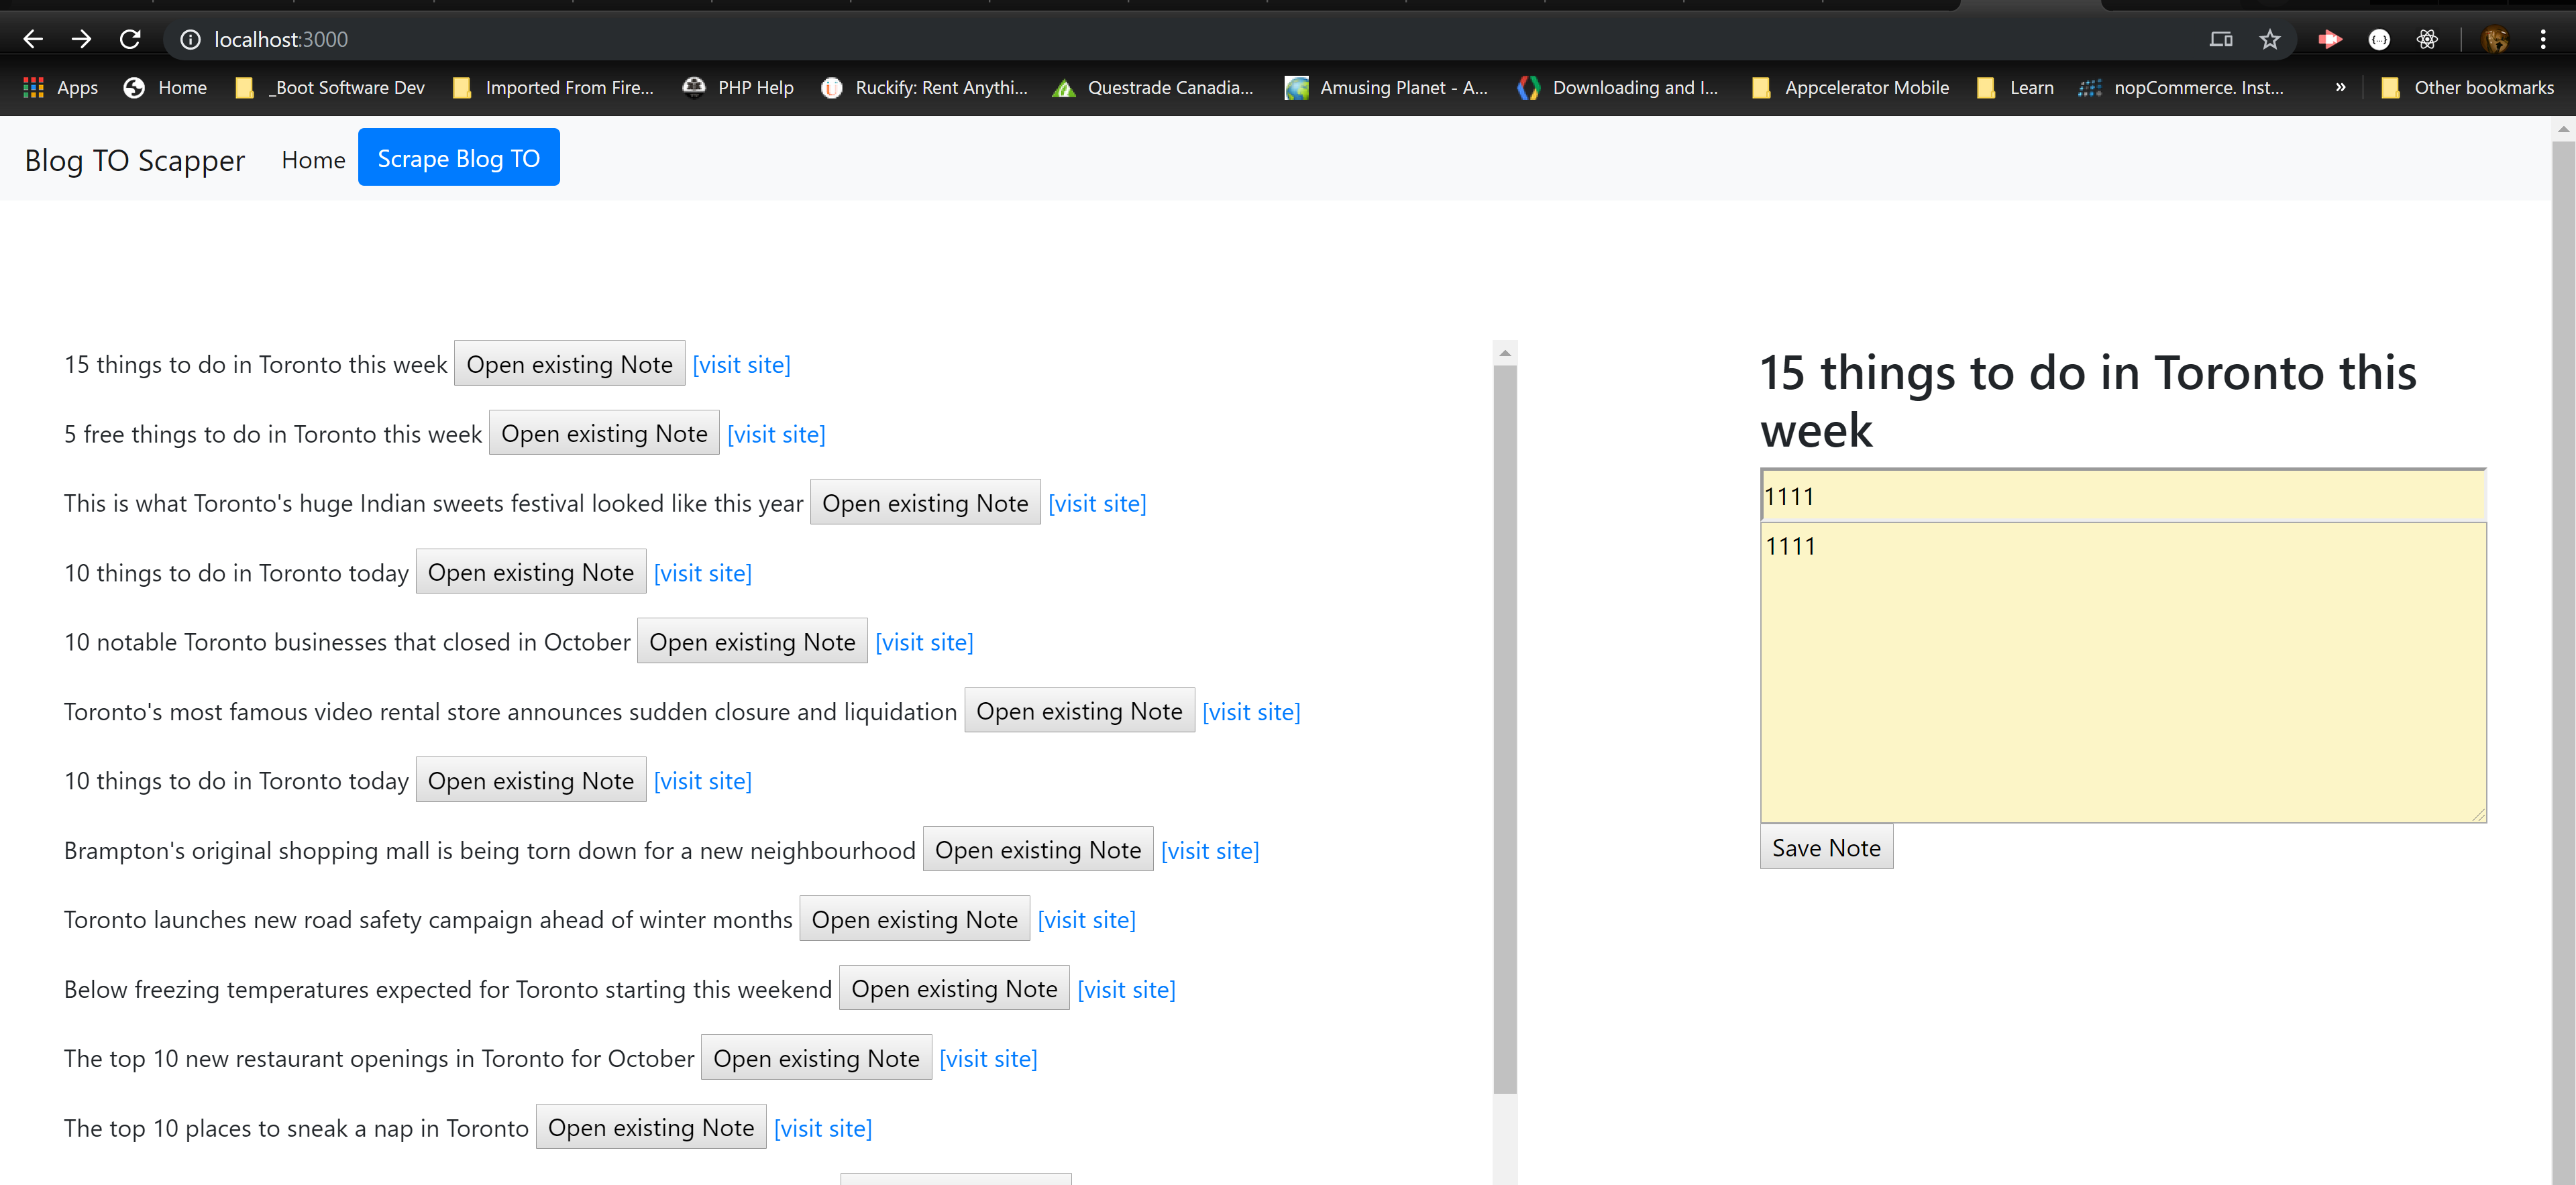 localhost:3000
Apps Home _Boot Software Dev Imported From Fire... PHP Help Ruckify: Rent Anythi... Questrade Canadia... Amusing Planet - A... Downloading and I... Appcelerator Mobile Learn nopCommerce. Inst... » Other bookmarks
Blog TO Scapper Home Scrape Blog TO
15 things to do in Toronto this week Open existing Note [visit site]
5 free things to do in Toronto this week Open existing Note [visit site]
This is what Toronto's huge Indian sweets festival looked like this year Open existing Note [visit site]
10 things to do in Toronto today Open existing Note [visit site]
10 notable Toronto businesses that closed in October Open existing Note [visit site]
Toronto's most famous video rental store announces sudden closure and liquidation Open existing Note [visit site]
10 things to do in Toronto today Open existing Note [visit site]
Brampton's original shopping mall is being torn down for a new neighbourhood Open existing Note [visit site]
Toronto launches new road safety campaign ahead of winter months Open existing Note [visit site]
Below freezing temperatures expected for Toronto starting this weekend Open existing Note [visit site]
The top 10 new restaurant openings in Toronto for October Open existing Note [visit site]
The top 10 places to sneak a nap in Toronto Open existing Note [visit site]
15 things to do in Toronto this
week
1111
1111
Save Note